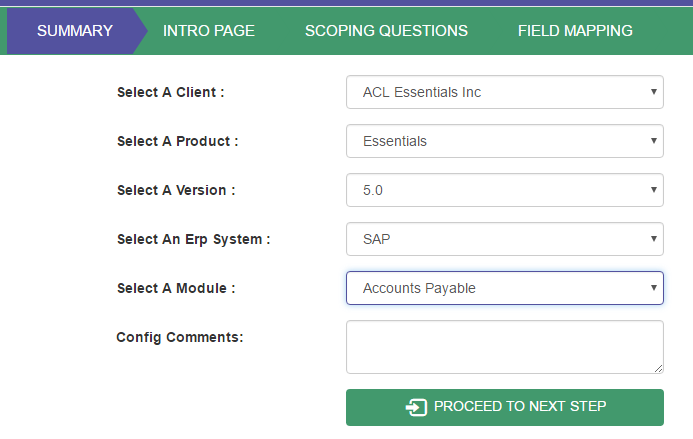 SUMMARY INTRO PAGE SCOPING QUESTIONS FIELD MAPPING
Select A Client : ACL Essentials Inc
Select A Product : Essentials
Select A Version : 5.0
Select An Erp System : SAP
Select A Module : Accounts Payable
Config Comments:
PROCEED TO NEXT STEP